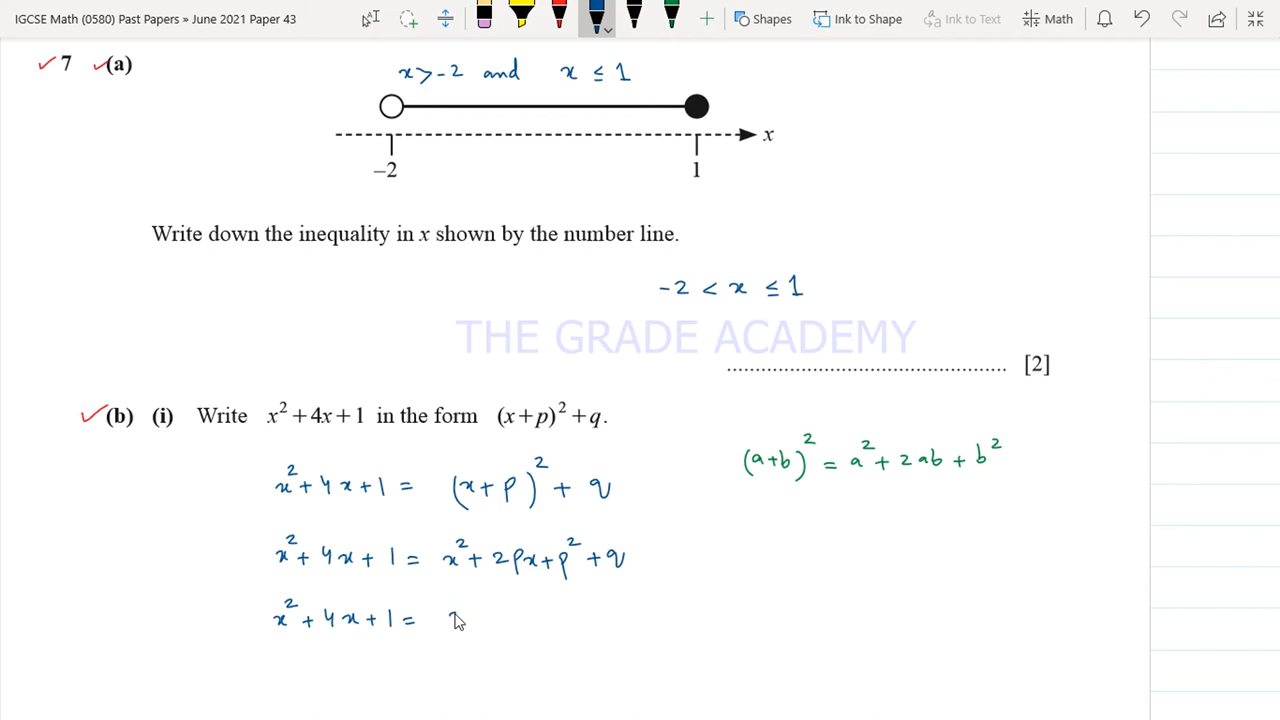 IGCSE Math (0580) Past Papers » June 2021 Paper 43
Shapes
Ink to Shape
Ink to Text
Math
7 (a)
x > -2 and x ≤ 1
x
–2
1
Write down the inequality in x shown by the number line.
-2 < x ≤ 1
THE GRADE ACADEMY
................................................ [2]
(b) (i) Write x² + 4x + 1 in the form (x + p)² + q.
(a+b)² = a² + 2ab + b²
x² + 4x + 1 = (x + p)² + q
x² + 4x + 1 = x² + 2px + p² + q
x² + 4x + 1 =